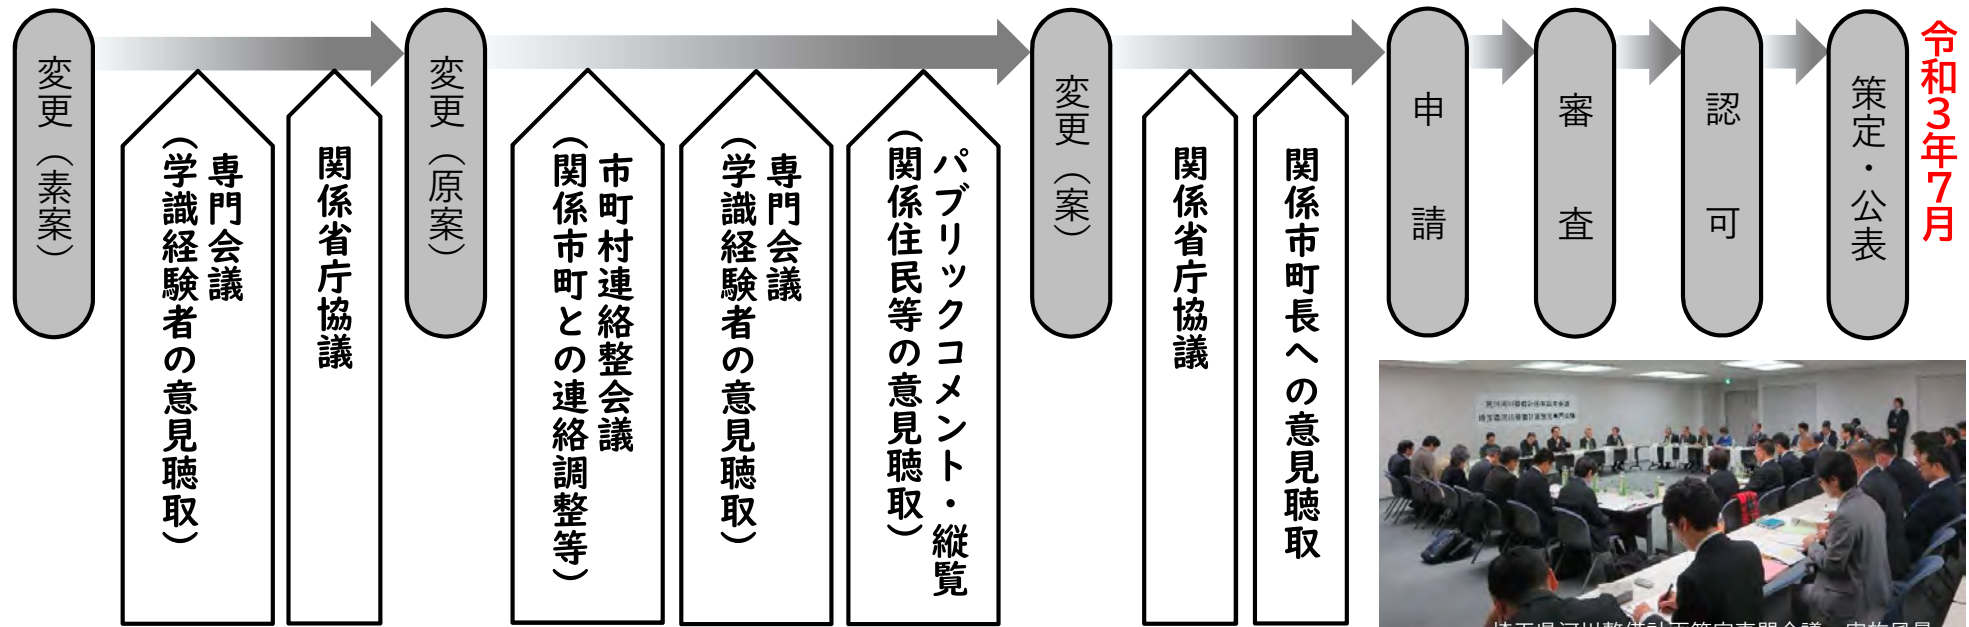 変更（素案）
専門会議
（学識経験者の意見聴取）
関係省庁協議
変更（原案）
市町村連絡整会議
（関係市町との連絡調整等）
専門会議
（学識経験者の意見聴取）
パブリックコメント・縦覧
（関係住民等の意見聴取）
変更（案）
関係省庁協議
関係市町長への意見聴取
申請
審査
認可
策定・公表
令和3年7月